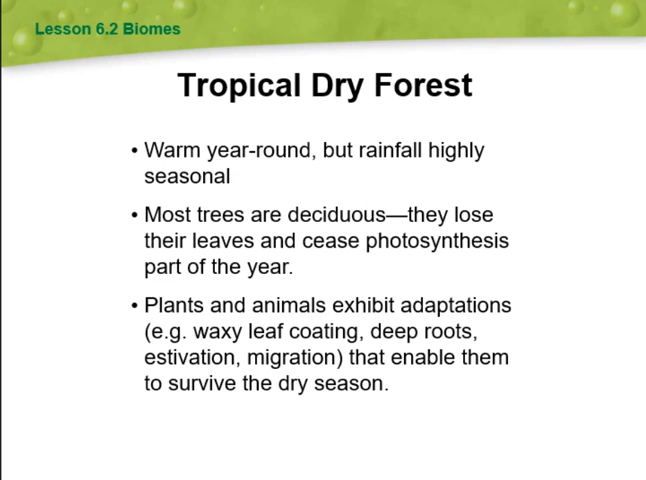 Lesson 6.2 Biomes
Tropical Dry Forest
• Warm year-round, but rainfall highly
seasonal
• Most trees are deciduous—they lose
their leaves and cease photosynthesis
part of the year.
• Plants and animals exhibit adaptations
(e.g. waxy leaf coating, deep roots,
estivation, migration) that enable them
to survive the dry season.